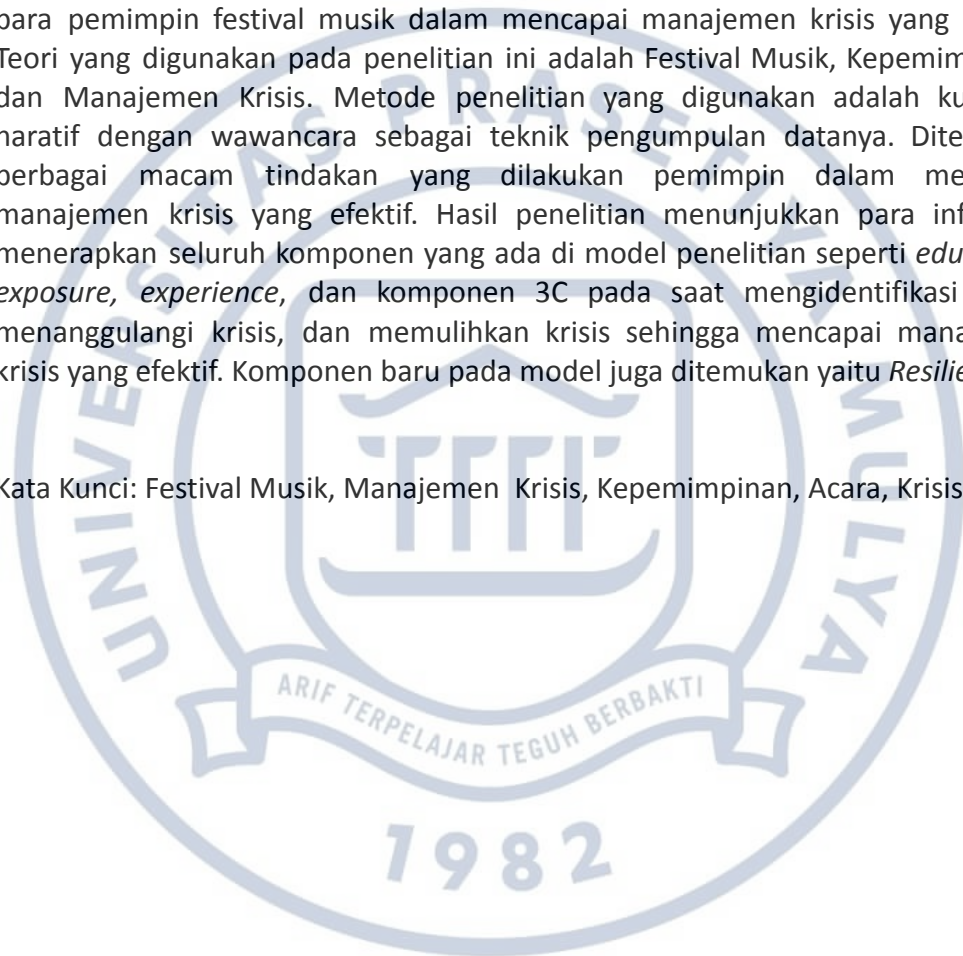 para pemimpin festival musik dalam mencapai manajemen krisis yang
Teori yang digunakan pada penelitian ini adalah Festival Musik, Kepemim
dan Manajemen Krisis. Metode penelitian yang digunakan adalah ku
naratif dengan wawancara sebagai teknik pengumpulan datanya. Dite
berbagai macam tindakan yang dilakukan pemimpin dalam me
manajemen krisis yang efektif. Hasil penelitian menunjukkan para inf
menerapkan seluruh komponen yang ada di model penelitian seperti edu
exposure, experience, dan komponen 3C pada saat mengidentifikasi
menanggulangi krisis, dan memulihkan krisis sehingga mencapai mana
krisis yang efektif. Komponen baru pada model juga ditemukan yaitu Resilie
Kata Kunci: Festival Musik, Manajemen Krisis, Kepemimpinan, Acara, Krisis
UNIVERSITAS PRASETIYA MULYA
ARIF TERPELAJAR TEGUH BERBAKTI
1982